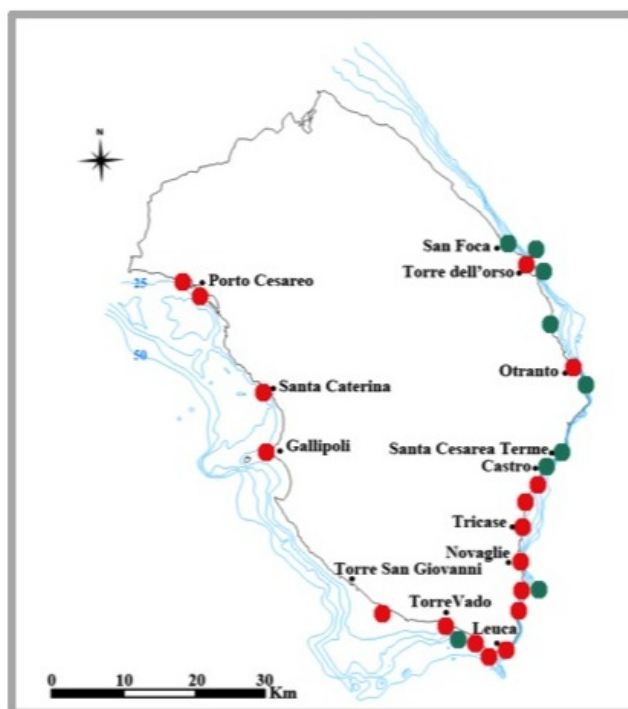 N
San Foca
Torre dell'orso
25
Porto Cesareo
50
Otranto
Santa Caterina
Gallipoli
Santa Cesarea Terme
Castro
Tricase
Novaglie
Torre San Giovanni
TorreVado
Leuca
0 10 20 30
Km